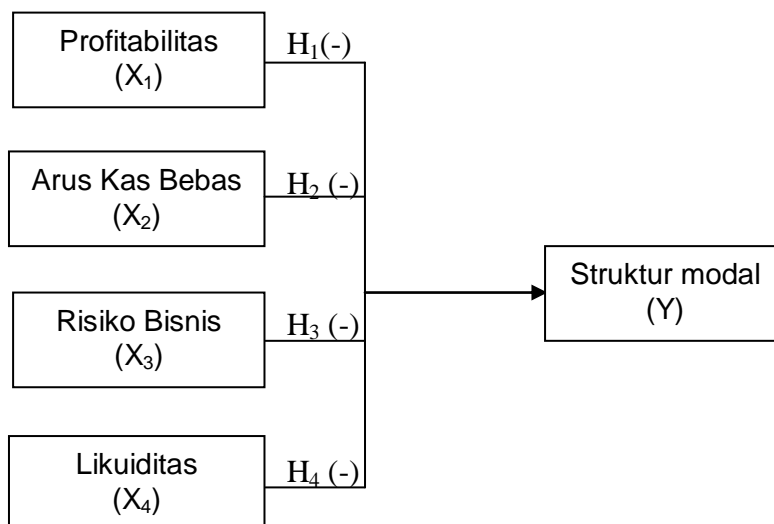 Profitabilitas
(X₁)
H₁(-)
Arus Kas Bebas
(X₂)
H₂ (-)
Struktur modal
(Y)
Risiko Bisnis
(X₃)
H₃ (-)
Likuiditas
(X₄)
H₄ (-)